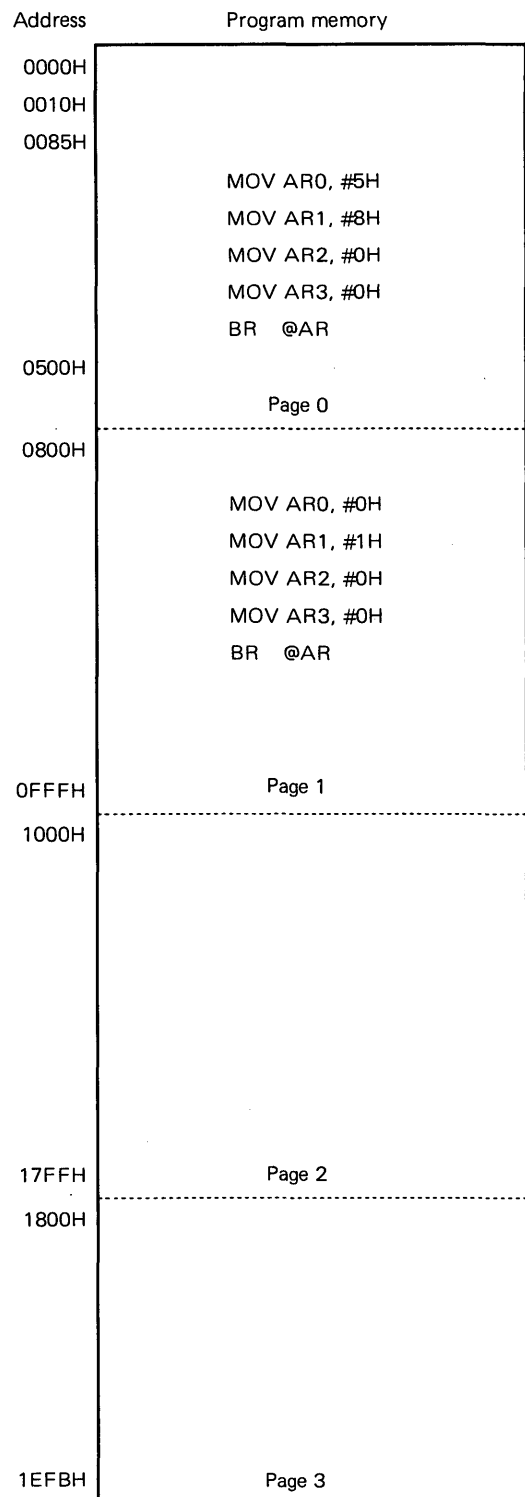 Address Program memory
0000H
0010H
0085H
MOV AR0, #5H
MOV AR1, #8H
MOV AR2, #0H
MOV AR3, #0H
BR @AR
0500H
Page 0
0800H
MOV AR0, #0H
MOV AR1, #1H
MOV AR2, #0H
MOV AR3, #0H
BR @AR
0FFFH Page 1
1000H
17FFH Page 2
1800H
1EFBH Page 3